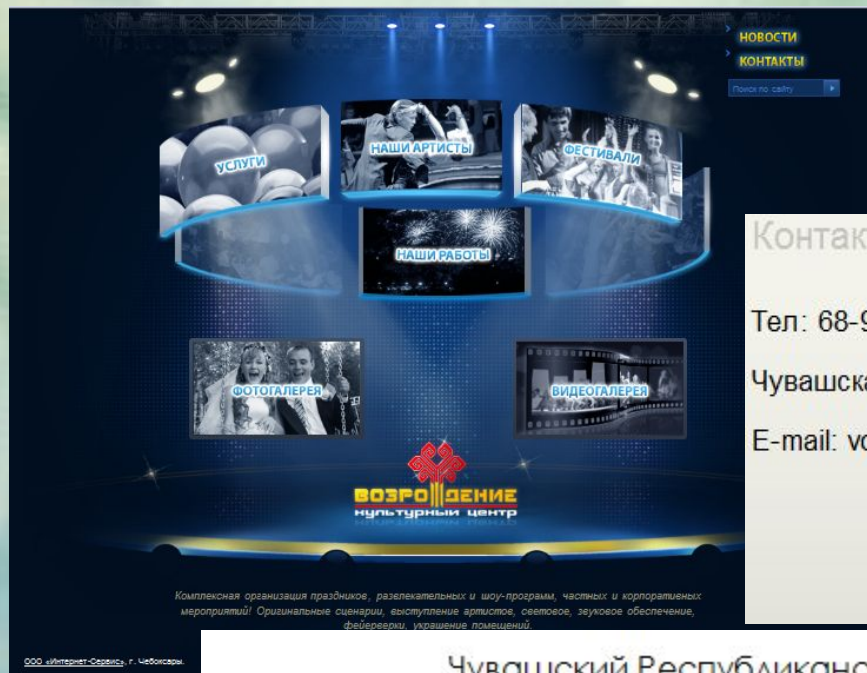 НОВОСТИ
КОНТАКТЫ
Поиск по сайту
УСЛУГИ
НАШИ АРТИСТЫ
ФЕСТИВАЛИ
НАШИ РАБОТЫ
ФОТОГАЛЕРЕЯ
ВИДЕОГАЛЕРЕЯ
ВОЗРОЖДЕНИЕ
культурный центр
Комплексная организация праздников, развлекательных и шоу-программ, частных и корпоративных
мероприятий! Оригинальные сценарии, выступление артистов, световое, звуковое обеспечение,
фейерверки, украшение помещений.
ООО «Интернет-Сервис», г. Чебоксары.
Контак
Тел: 68-9
Чувашска
E-mail: vo
Чувашский Республикано